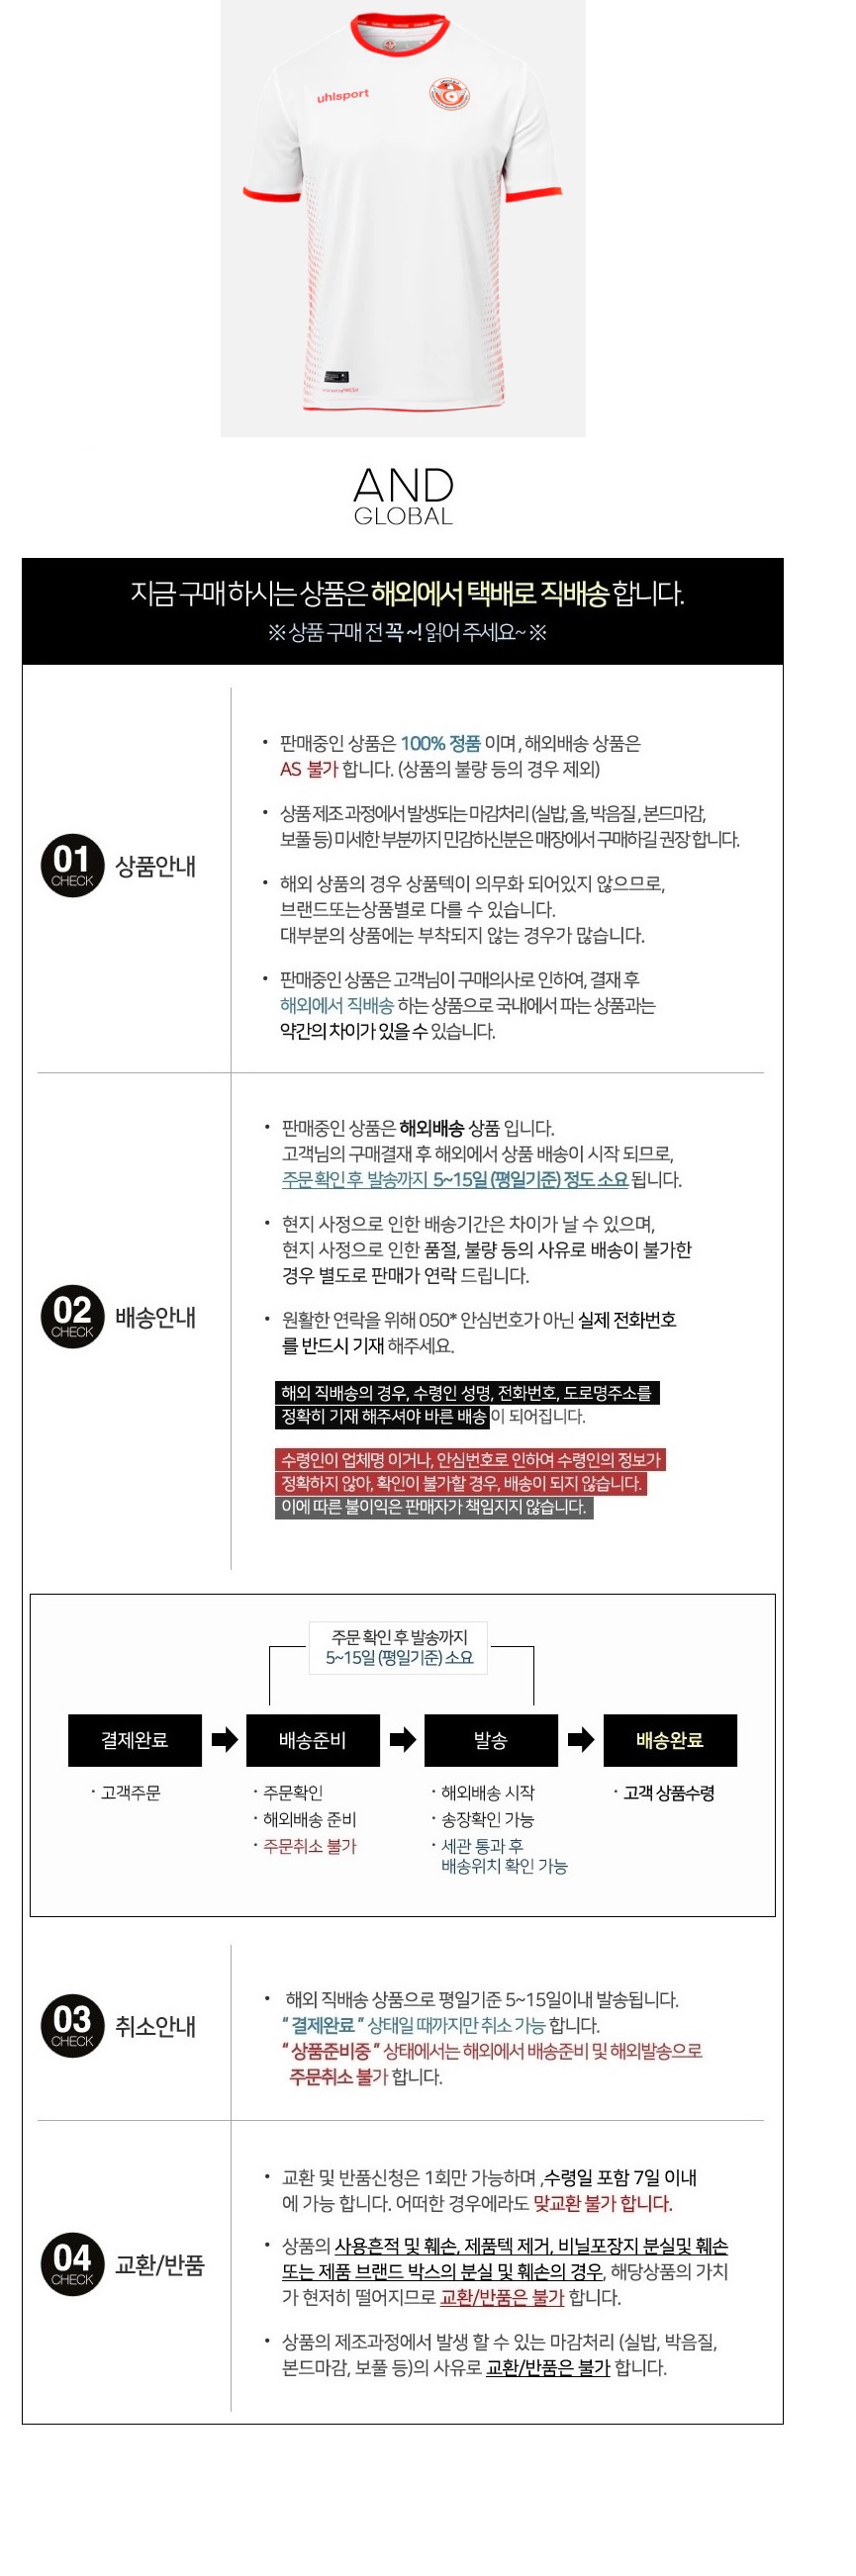 uhlsport
AND
GLOBAL
지금 구매 하시는 상품은 해외에서 택배로 직배송 합니다.
※ 상품 구매 전 꼭 ~! 읽어 주세요~ ※
01
CHECK
상품안내
• 판매중인 상품은 100% 정품 이며 , 해외배송 상품은
AS 불가 합니다. (상품의 불량 등의 경우 제외)
• 상품 제조 과정에서 발생되는 마감처리 (실밥, 올, 박음질 , 본드마감,
보풀 등) 미세한 부분까지 민감하신분은 매장에서 구매하길 권장 합니다.
• 해외 상품의 경우 상품텍이 의무화 되어있지 않으므로,
브랜드또는상품별로 다를 수 있습니다.
대부분의 상품에는 부착되지 않는 경우가 많습니다.
• 판매중인 상품은 고객님이 구매의사로 인하여, 결재 후
해외에서 직배송 하는 상품으로 국내에서 파는 상품과는
약간의 차이가 있을 수 있습니다.
02
CHECK
배송안내
• 판매중인 상품은 해외배송 상품 입니다.
고객님의 구매결재 후 해외에서 상품 배송이 시작 되므로,
주문 확인 후 발송까지 5~15일 (평일기준) 정도 소요 됩니다.
• 현지 사정으로 인한 배송기간은 차이가 날 수 있으며,
현지 사정으로 인한 품절, 불량 등의 사유로 배송이 불가한
경우 별도로 판매가 연락 드립니다.
• 원활한 연락을 위해 050* 안심번호가 아닌 실제 전화번호
를 반드시 기재 해주세요.
해외 직배송의 경우, 수령인 성명, 전화번호, 도로명주소를
정확히 기재 해주셔야 바른 배송 이 되어집니다.
수령인이 업체명 이거나, 안심번호로 인하여 수령인의 정보가
정확하지 않아, 확인이 불가할 경우, 배송이 되지 않습니다.
이에 따른 불이익은 판매자가 책임지지 않습니다.
주문 확인 후 발송까지
5~15일 (평일기준) 소요
결제완료
배송준비
발송
배송완료
· 고객주문
· 주문확인
· 해외배송 준비
· 주문취소 불가
· 해외배송 시작
· 송장확인 가능
· 세관 통과 후
배송위치 확인 가능
· 고객 상품수령
03
CHECK
취소안내
• 해외 직배송 상품으로 평일기준 5~15일이내 발송됩니다.
“ 결제완료 ” 상태일 때까지만 취소 가능 합니다.
“ 상품준비중 ” 상태에서는 해외에서 배송준비 및 해외발송으로
주문취소 불가 합니다.
04
CHECK
교환/반품
• 교환 및 반품신청은 1회만 가능하며 ,수령일 포함 7일 이내
에 가능 합니다. 어떠한 경우에라도 맞교환 불가 합니다.
• 상품의 사용흔적 및 훼손, 제품텍 제거, 비닐포장지 분실및 훼손
또는 제품 브랜드 박스의 분실 및 훼손의 경우, 해당상품의 가치
가 현저히 떨어지므로 교환/반품은 불가 합니다.
• 상품의 제조과정에서 발생 할 수 있는 마감처리 (실밥, 박음질,
본드마감, 보풀 등)의 사유로 교환/반품은 불가 합니다.